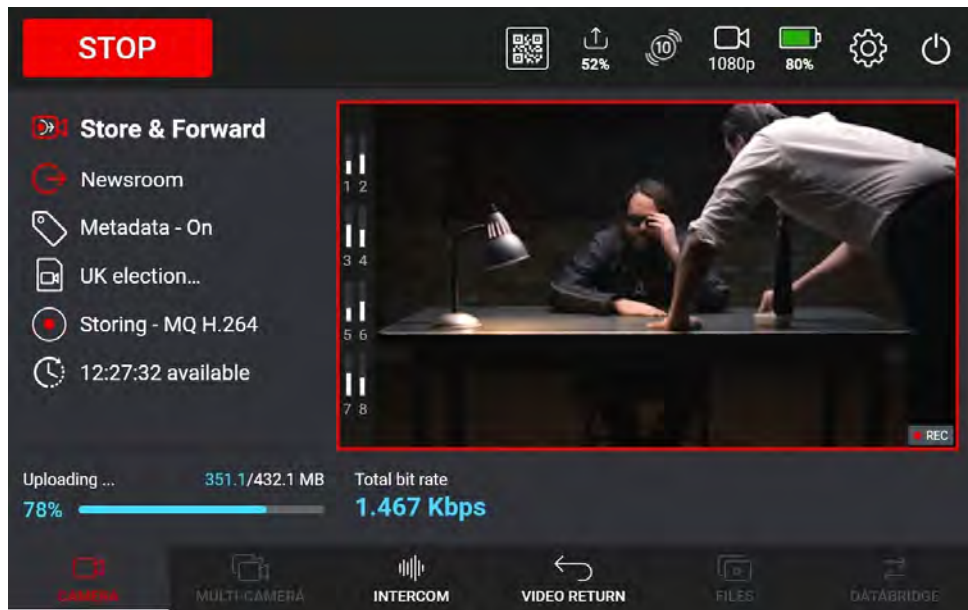 STOP
52%
10
1080p
80%
Store & Forward
Newsroom
Metadata - On
UK election...
Storing - MQ H.264
12:27:32 available
1 2
3 4
5 6
7 8
REC
Uploading ... 351.1/432.1 MB
78%
Total bit rate
1.467 Kbps
CAMERA
MULTI-CAMERA
INTERCOM
VIDEO RETURN
FILES
DATABRIDGE